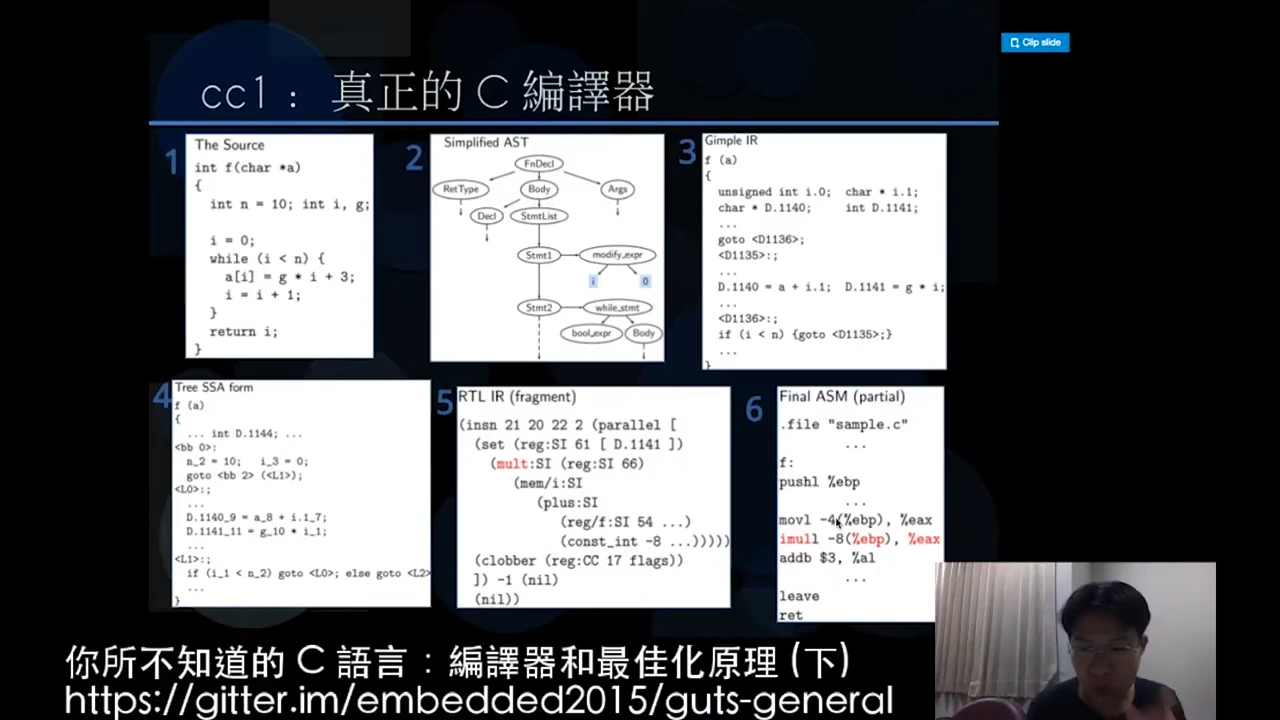 Clip slide
cc1： 真正的 C 編譯器
1
The Source
int f(char *a)
{
int n = 10; int i, g;
i = 0;
while (i < n) {
a[i] = g * i + 3;
i = i + 1;
}
return i;
}
2
Simplified AST
FnDecl
RetType Body Args
Decl StmtList
Stmt1 modify_expr
i 0
Stmt2 while_stmt
bool_expr Body
3
Gimple IR
f (a)
{
unsigned int i.0; char * i.1;
char * D.1140; int D.1141;
...
goto <D1136>;
<D1135>:;
...
D.1140 = a + i.1; D.1141 = g * i;
...
<D1136>:;
if (i < n) {goto <D1135>;}
...
}
4
Tree SSA form
f (a)
{
... int D.1144; ...
<bb 0>:
n_2 = 10; i_3 = 0;
goto <bb 2> (<L1>);
<L0>:;
...
D.1140_9 = a_8 + i.1_7;
D.1141_11 = g_10 * i_1;
...
<L1>:;
if (i_1 < n_2) goto <L0>; else goto <L2>
...
}
5
RTL IR (fragment)
(insn 21 20 22 2 (parallel [
(set (reg:SI 61 [ D.1141 ])
(mult:SI (reg:SI 66)
(mem/i:SI
(plus:SI
(reg/f:SI 54 ...)
(const_int -8 ...)))))
(clobber (reg:CC 17 flags))
]) -1 (nil)
(nil))
6
Final ASM (partial)
.file "sample.c"
...
f:
pushl %ebp
...
movl -4(%ebp), %eax
imull -8(%ebp), %eax
addb $3, %al
...
leave
ret
你所不知道的 C 語言：編譯器和最佳化原理 (下)
https://gitter.im/embedded2015/guts-general